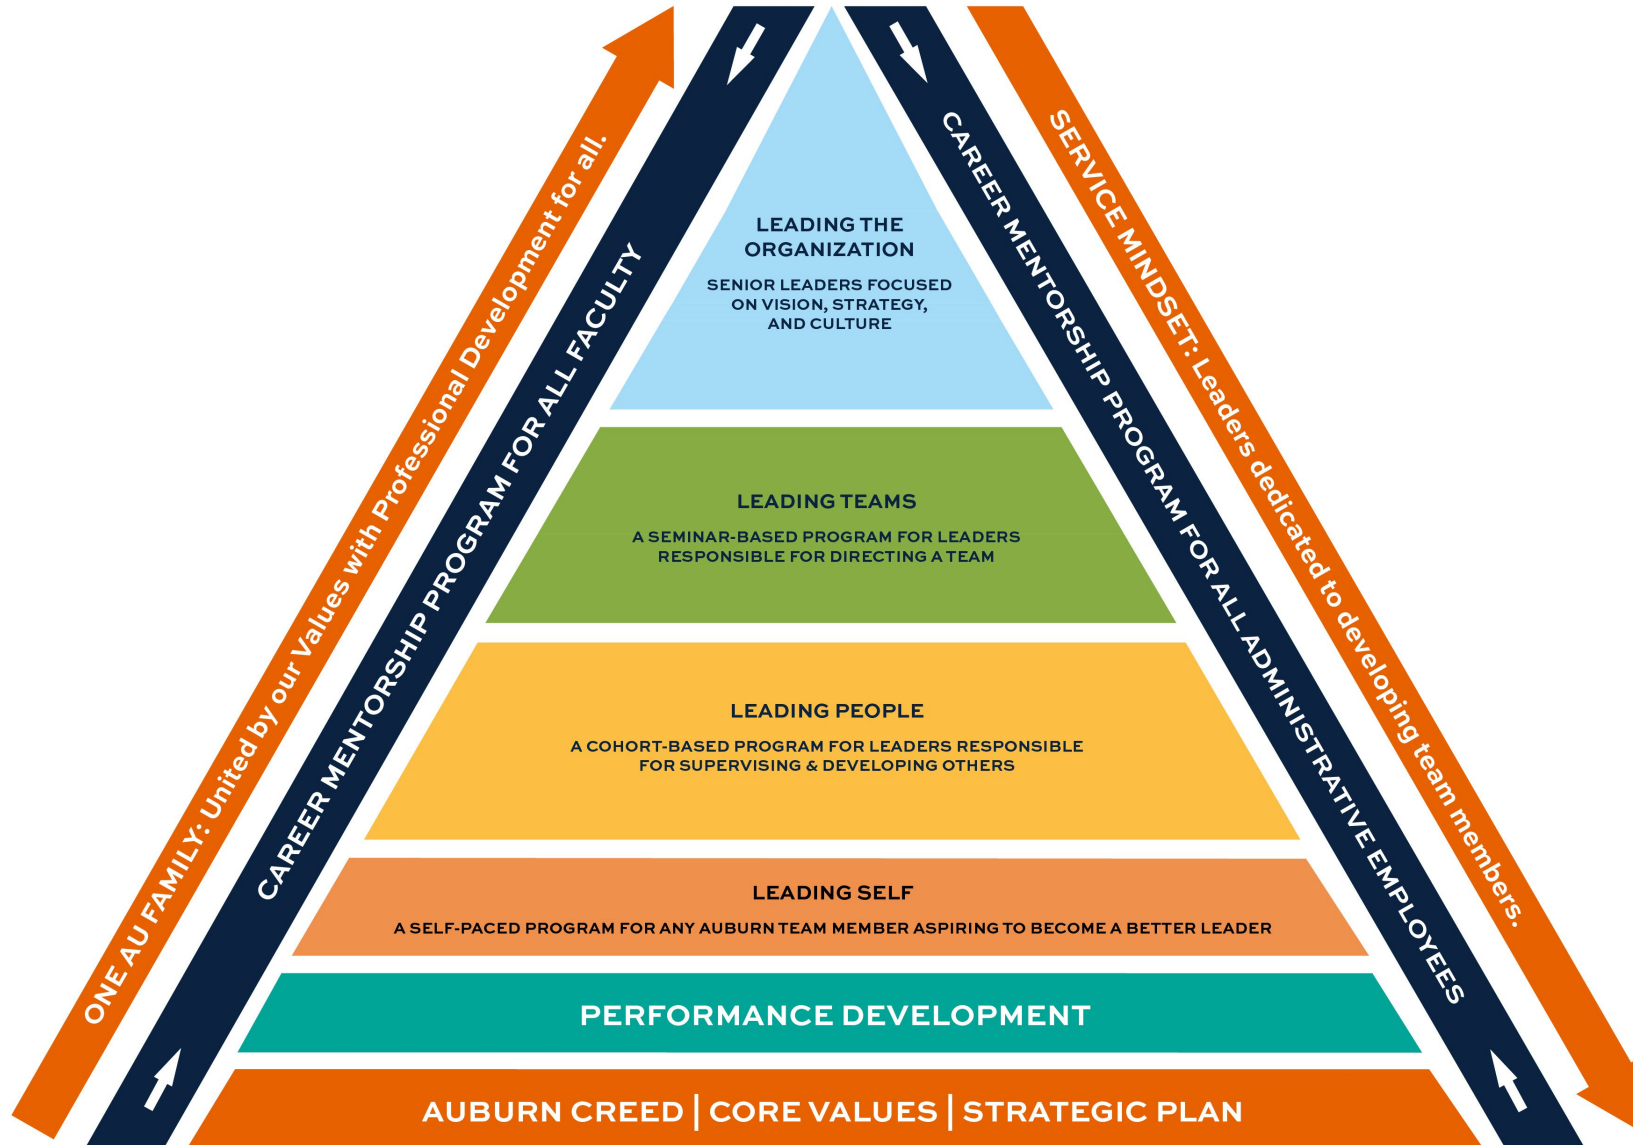 ONE AU FAMILY: United by our Values with Professional Development for all.
CAREER MENTORSHIP PROGRAM FOR ALL FACULTY
CAREER MENTORSHIP PROGRAM FOR ALL ADMINISTRATIVE EMPLOYEES
SERVICE MINDSET: Leaders dedicated to developing team members.
LEADING THE
ORGANIZATION
SENIOR LEADERS FOCUSED
ON VISION, STRATEGY,
AND CULTURE
LEADING TEAMS
A SEMINAR-BASED PROGRAM FOR LEADERS
RESPONSIBLE FOR DIRECTING A TEAM
LEADING PEOPLE
A COHORT-BASED PROGRAM FOR LEADERS RESPONSIBLE
FOR SUPERVISING & DEVELOPING OTHERS
LEADING SELF
A SELF-PACED PROGRAM FOR ANY AUBURN TEAM MEMBER ASPIRING TO BECOME A BETTER LEADER
PERFORMANCE DEVELOPMENT
AUBURN CREED | CORE VALUES | STRATEGIC PLAN